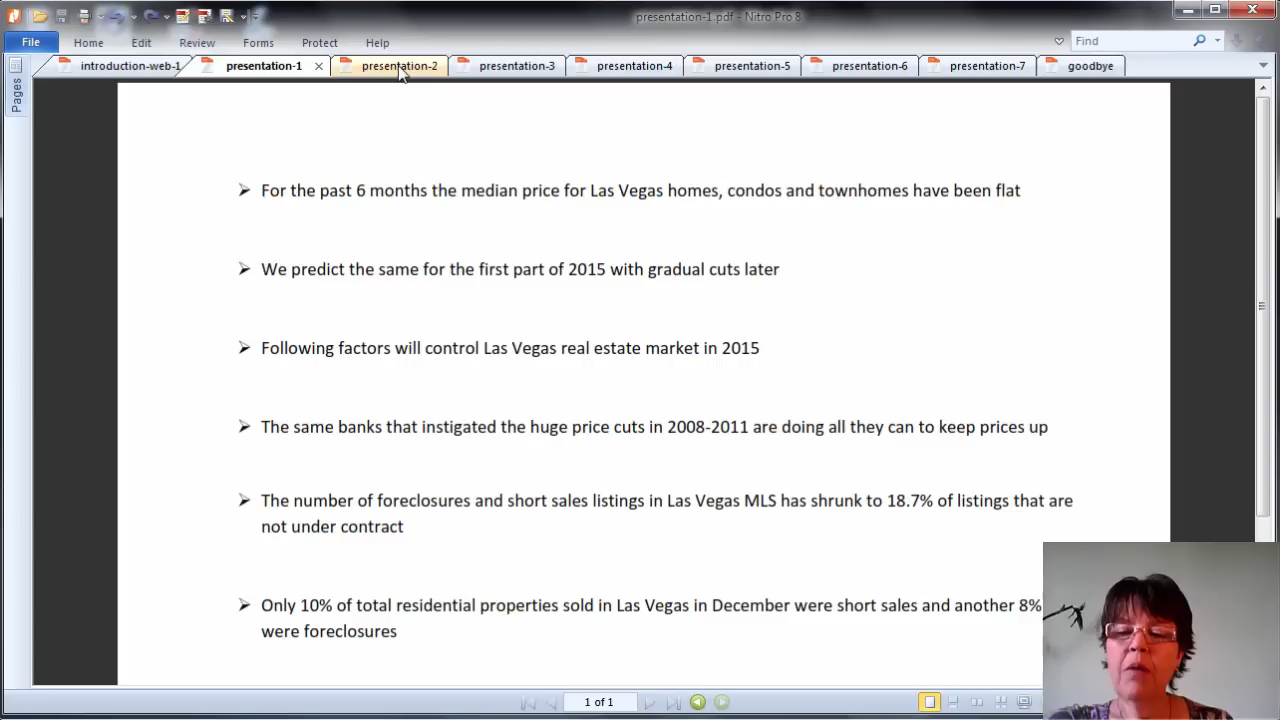 presentation-1.pdf - Nitro Pro 8
File Home Edit Review Forms Protect Help Find
introduction-web-1 presentation-1 presentation-2 presentation-3 presentation-4 presentation-5 presentation-6 presentation-7 goodbye
Pages
➢ For the past 6 months the median price for Las Vegas homes, condos and townhomes have been flat
➢ We predict the same for the first part of 2015 with gradual cuts later
➢ Following factors will control Las Vegas real estate market in 2015
➢ The same banks that instigated the huge price cuts in 2008-2011 are doing all they can to keep prices up
➢ The number of foreclosures and short sales listings in Las Vegas MLS has shrunk to 18.7% of listings that are
not under contract
➢ Only 10% of total residential properties sold in Las Vegas in December were short sales and another 8%
were foreclosures
1 of 1